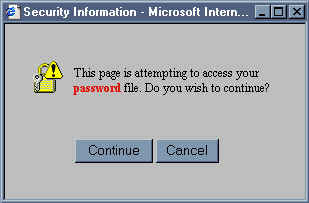 Security Information - Microsoft Intern...
This page is attempting to access your
password file. Do you wish to continue?
Continue Cancel